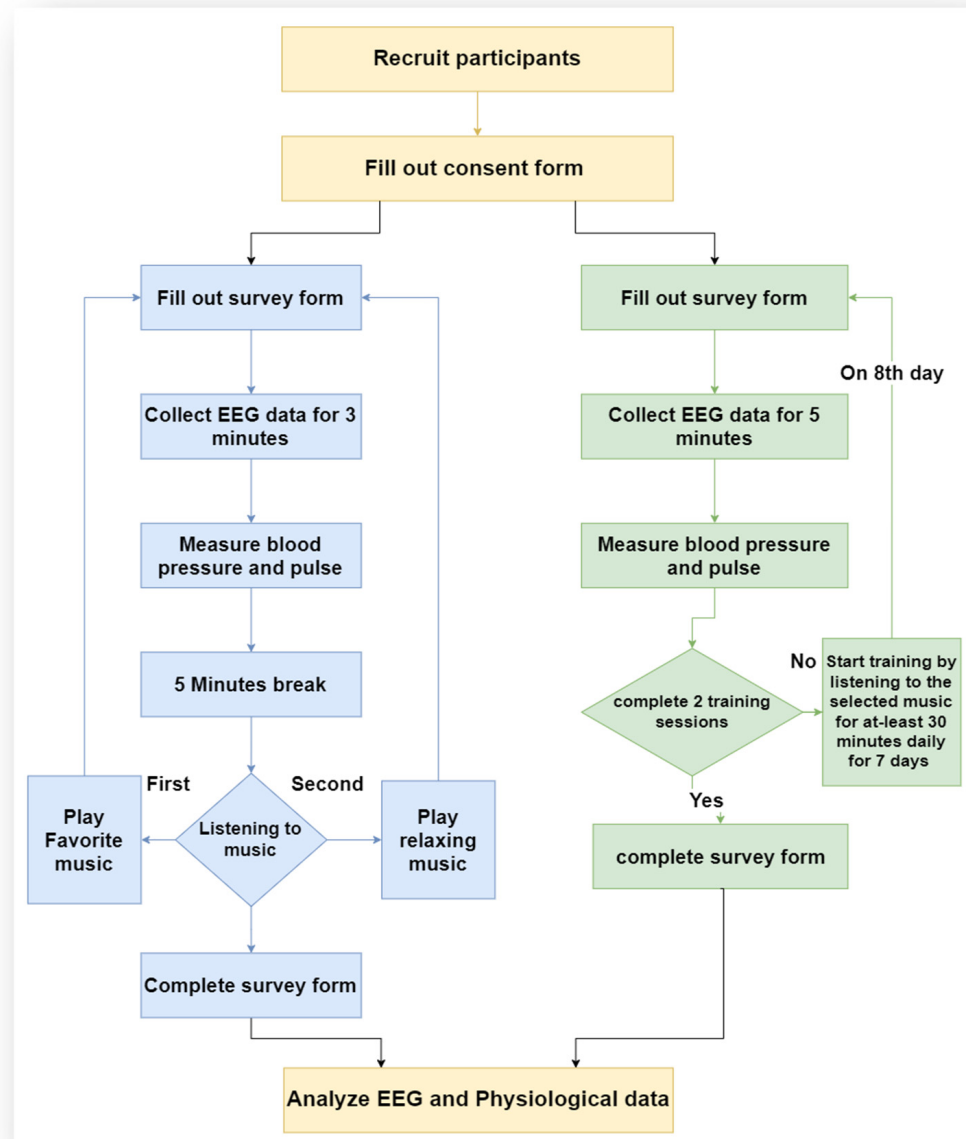 Recruit participants
Fill out consent form
Fill out survey form
Collect EEG data for 3
minutes
Measure blood
pressure and pulse
5 Minutes break
First
Second
Play
Favorite
music
Listening to
music
Play
relaxing
music
Complete survey form
Fill out survey form
On 8th day
Collect EEG data for 5
minutes
Measure blood pressure
and pulse
complete 2 training
sessions
No
Start training by
listening to the
selected music
for at-least 30
minutes daily
for 7 days
Yes
complete survey form
Analyze EEG and Physiological data